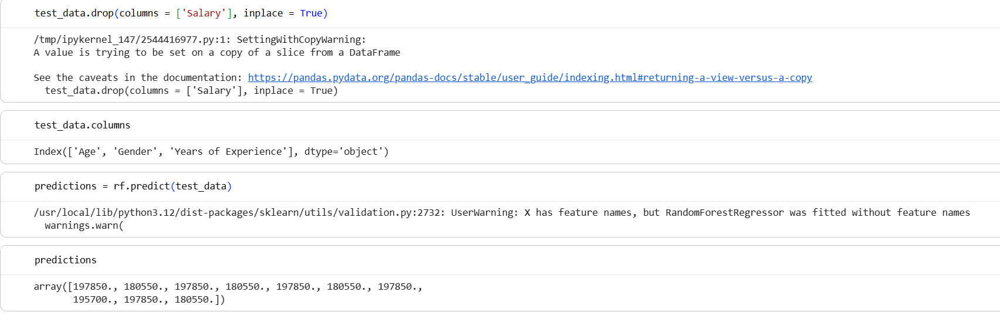 test_data.drop(columns = ['Salary'], inplace = True)
/tmp/ipykernel_147/2544416977.py:1: SettingWithCopyWarning:
A value is trying to be set on a copy of a slice from a DataFrame
See the caveats in the documentation: https://pandas.pydata.org/pandas-docs/stable/user_guide/indexing.html#returning-a-view-versus-a-copy
  test_data.drop(columns = ['Salary'], inplace = True)
test_data.columns
Index(['Age', 'Gender', 'Years of Experience'], dtype='object')
predictions = rf.predict(test_data)
/usr/local/lib/python3.12/dist-packages/sklearn/utils/validation.py:2732: UserWarning: X has feature names, but RandomForestRegressor was fitted without feature names
  warnings.warn(
predictions
array([197850., 180550., 197850., 180550., 197850., 180550., 197850.,
       195700., 197850., 180550.])